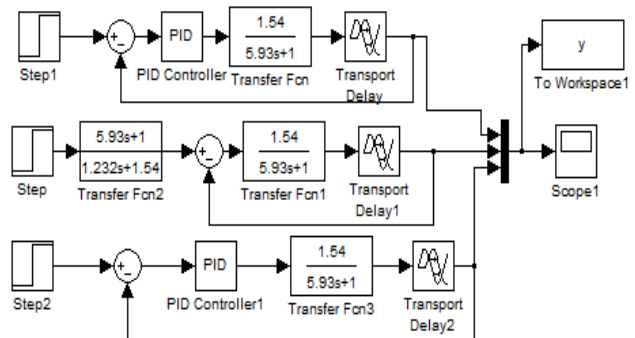 Step1
+
-
PID
PID Controller
1.54
5.93s+1
Transfer Fcn
Transport
Delay
y
To Workspace1
Step
5.93s+1
1.232s+1.54
Transfer Fcn2
+
-
1.54
5.93s+1
Transfer Fcn1
Transport
Delay1
Scope1
Step2
+
-
PID
PID Controller1
1.54
5.93s+1
Transfer Fcn3
Transport
Delay2